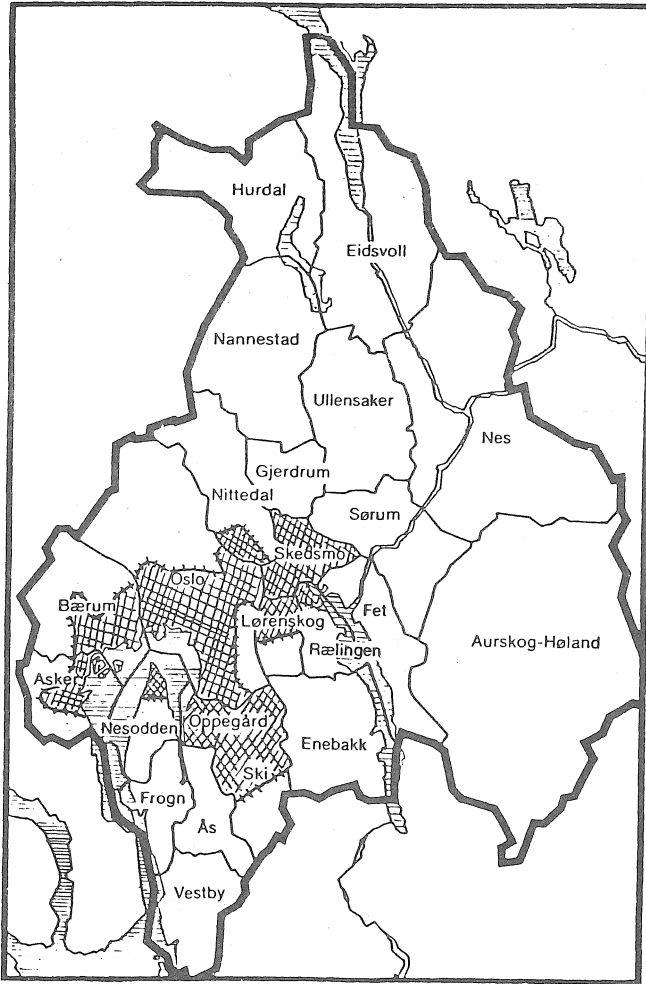 Hurdal
Eidsvoll
Nannestad
Ullensaker
Nes
Gjerdrum
Nittedal
Sørum
Skedsmo
Oslo
Bærum
Fet
Lørenskog
Aurskog-Høland
Rælingen
Asker
Oppegård
Nesodden
Enebakk
Ski
Frogn
Ås
Vestby